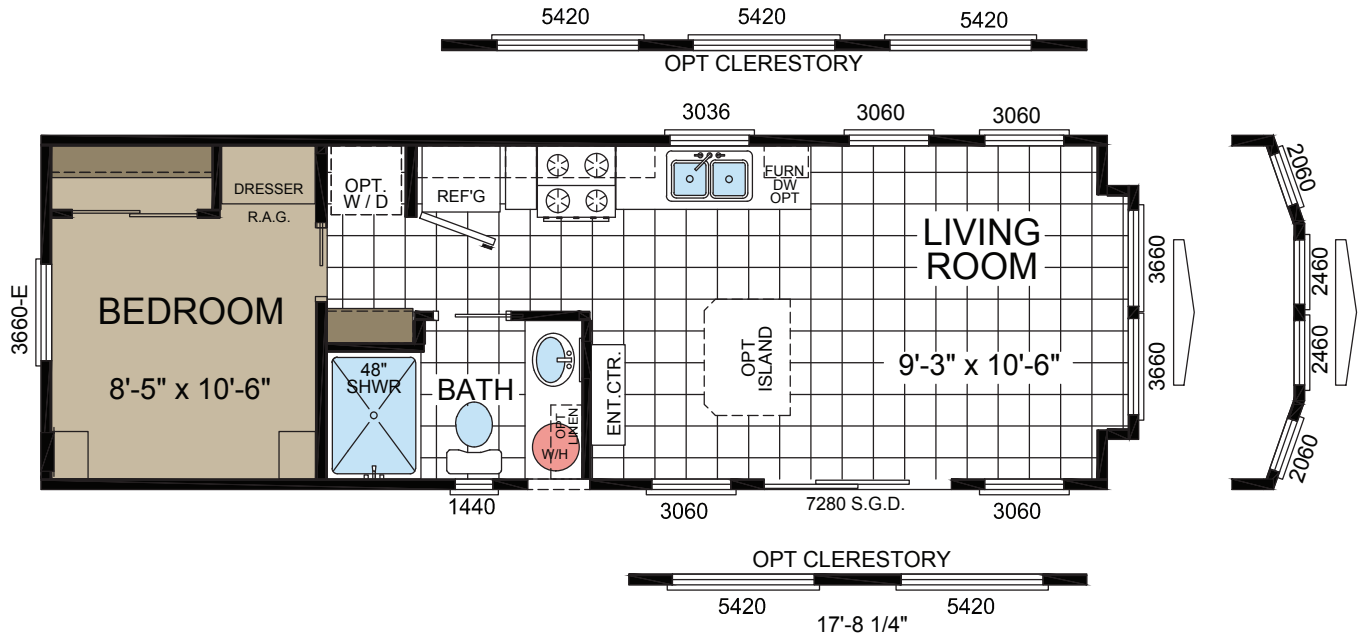 5420 5420 5420
OPT CLERESTORY
3036 3060 3060
2060
DRESSER
R.A.G.
OPT.
W / D
REF'G
FURN
DW
OPT
LIVING
ROOM
3660
2460
3660-E
BEDROOM
8'-5" x 10'-6"
48"
SHWR
BATH
OPT
LINEN
W/H
ENT.CTR.
OPT
ISLAND
9'-3" x 10'-6"
3660
2460
2060
1440
3060
7280 S.G.D.
3060
OPT CLERESTORY
5420 5420
17'-8 1/4"